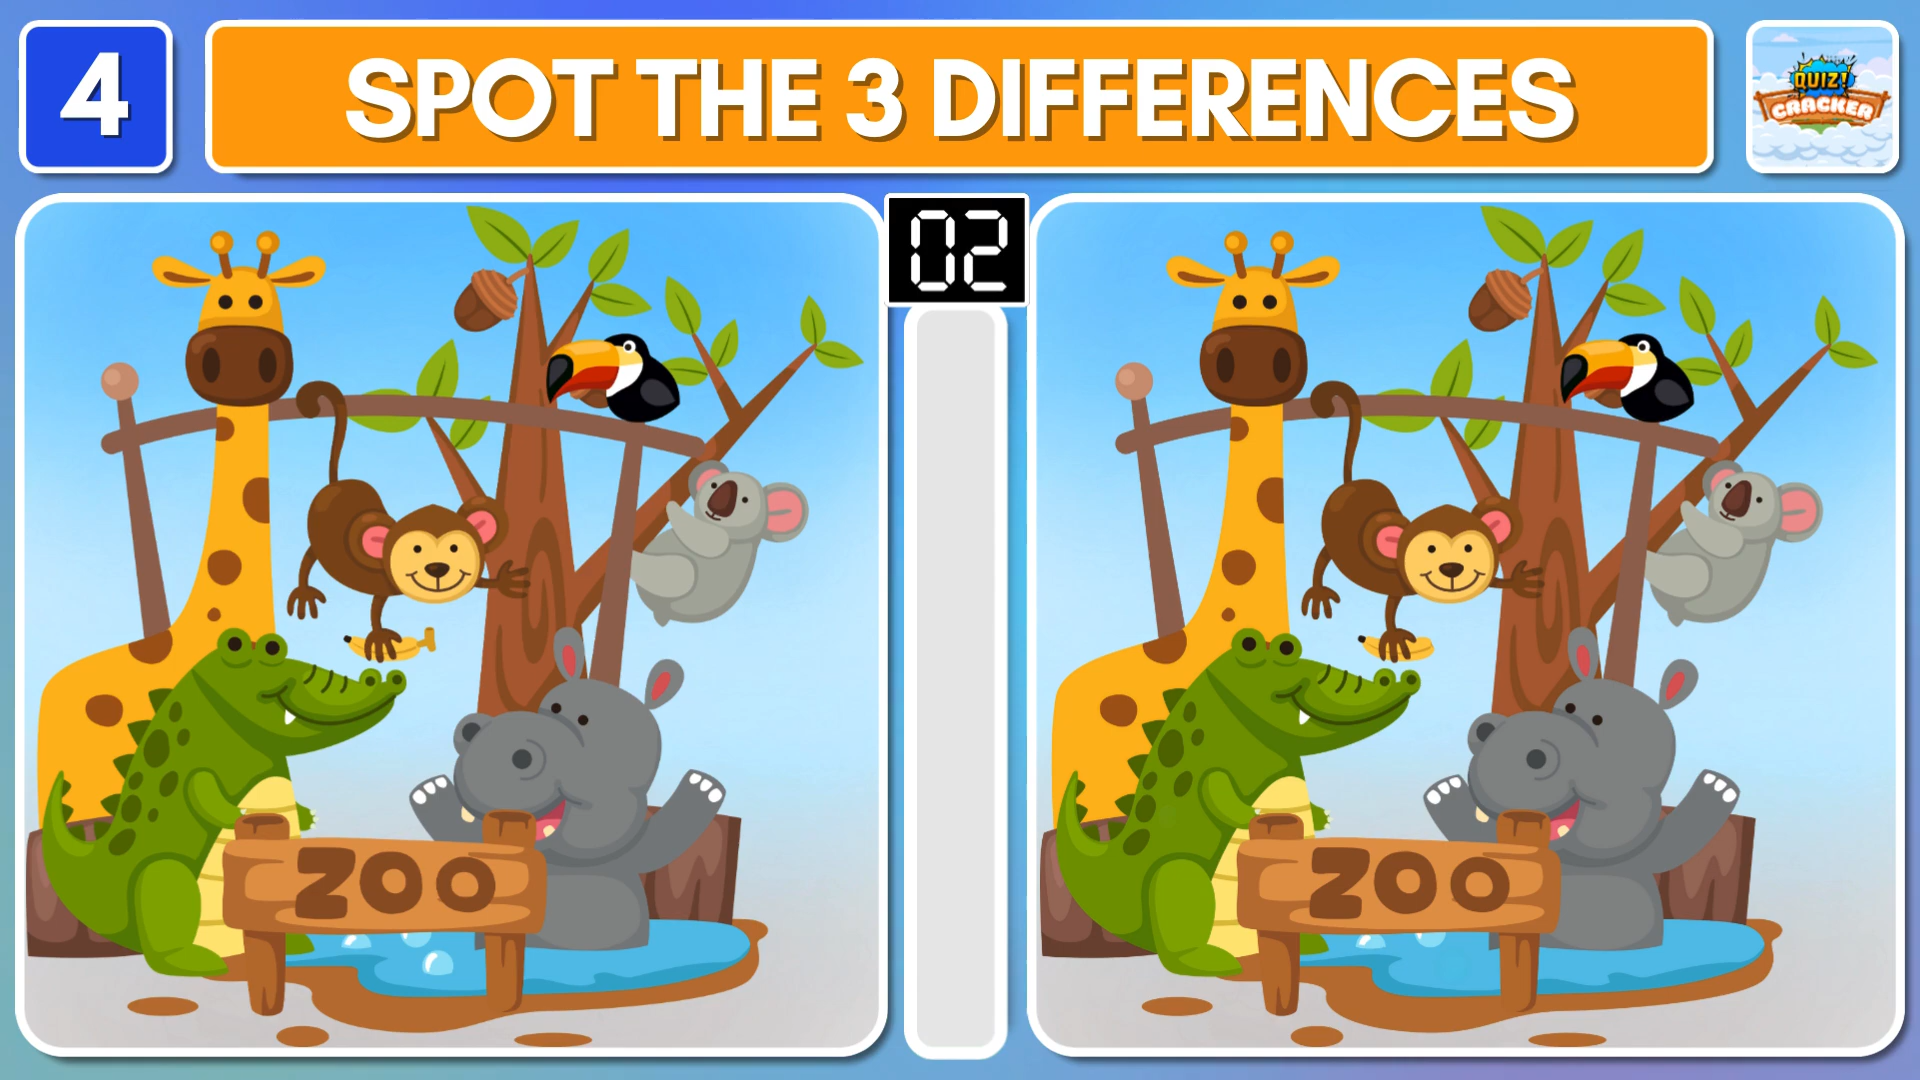 4
SPOT THE 3 DIFFERENCES
QUIZ!
CRACKER
02
ZOO
ZOO